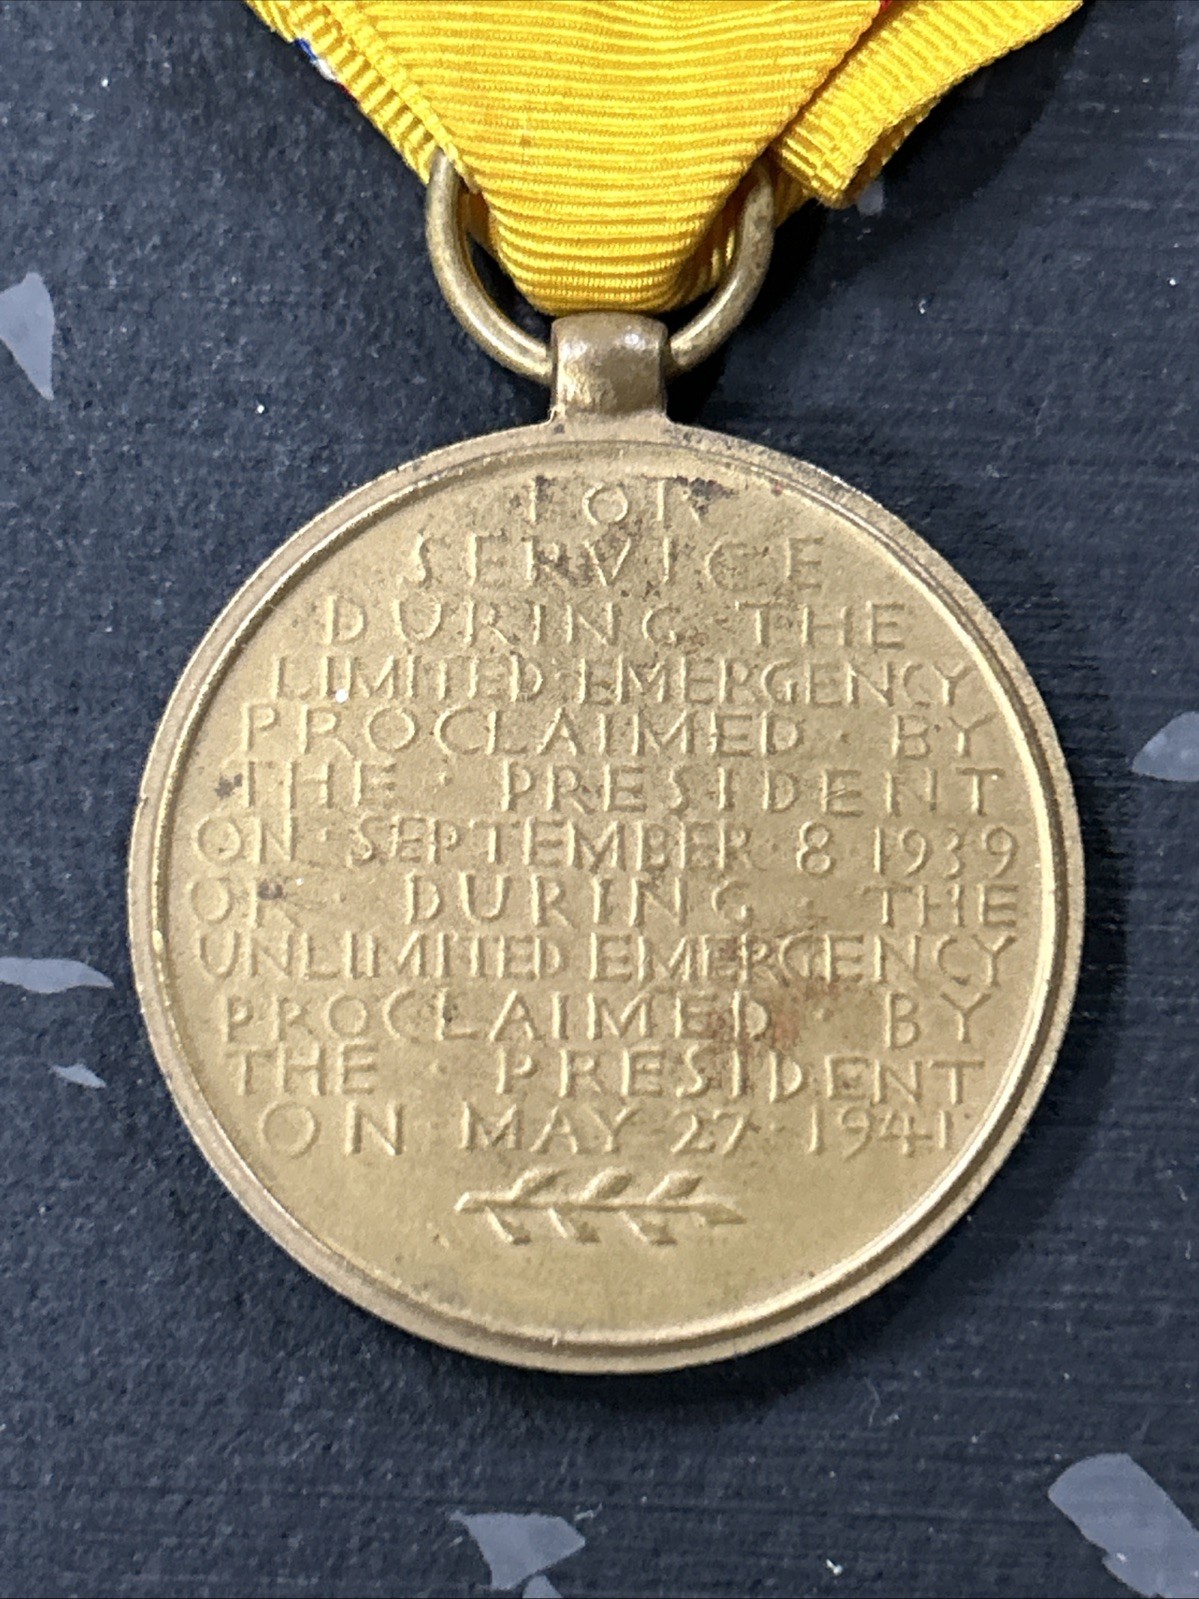 FOR
SERVICE
DURING THE
LIMITED EMERGENCY
PROCLAIMED · BY
THE · PRESIDENT
ON · SEPTEMBER · 8 · 1939
OR DURING · THE
UNLIMITED EMERGENCY
PROCLAIMED · BY
THE · PRESIDENT
ON · MAY · 27 · 1941